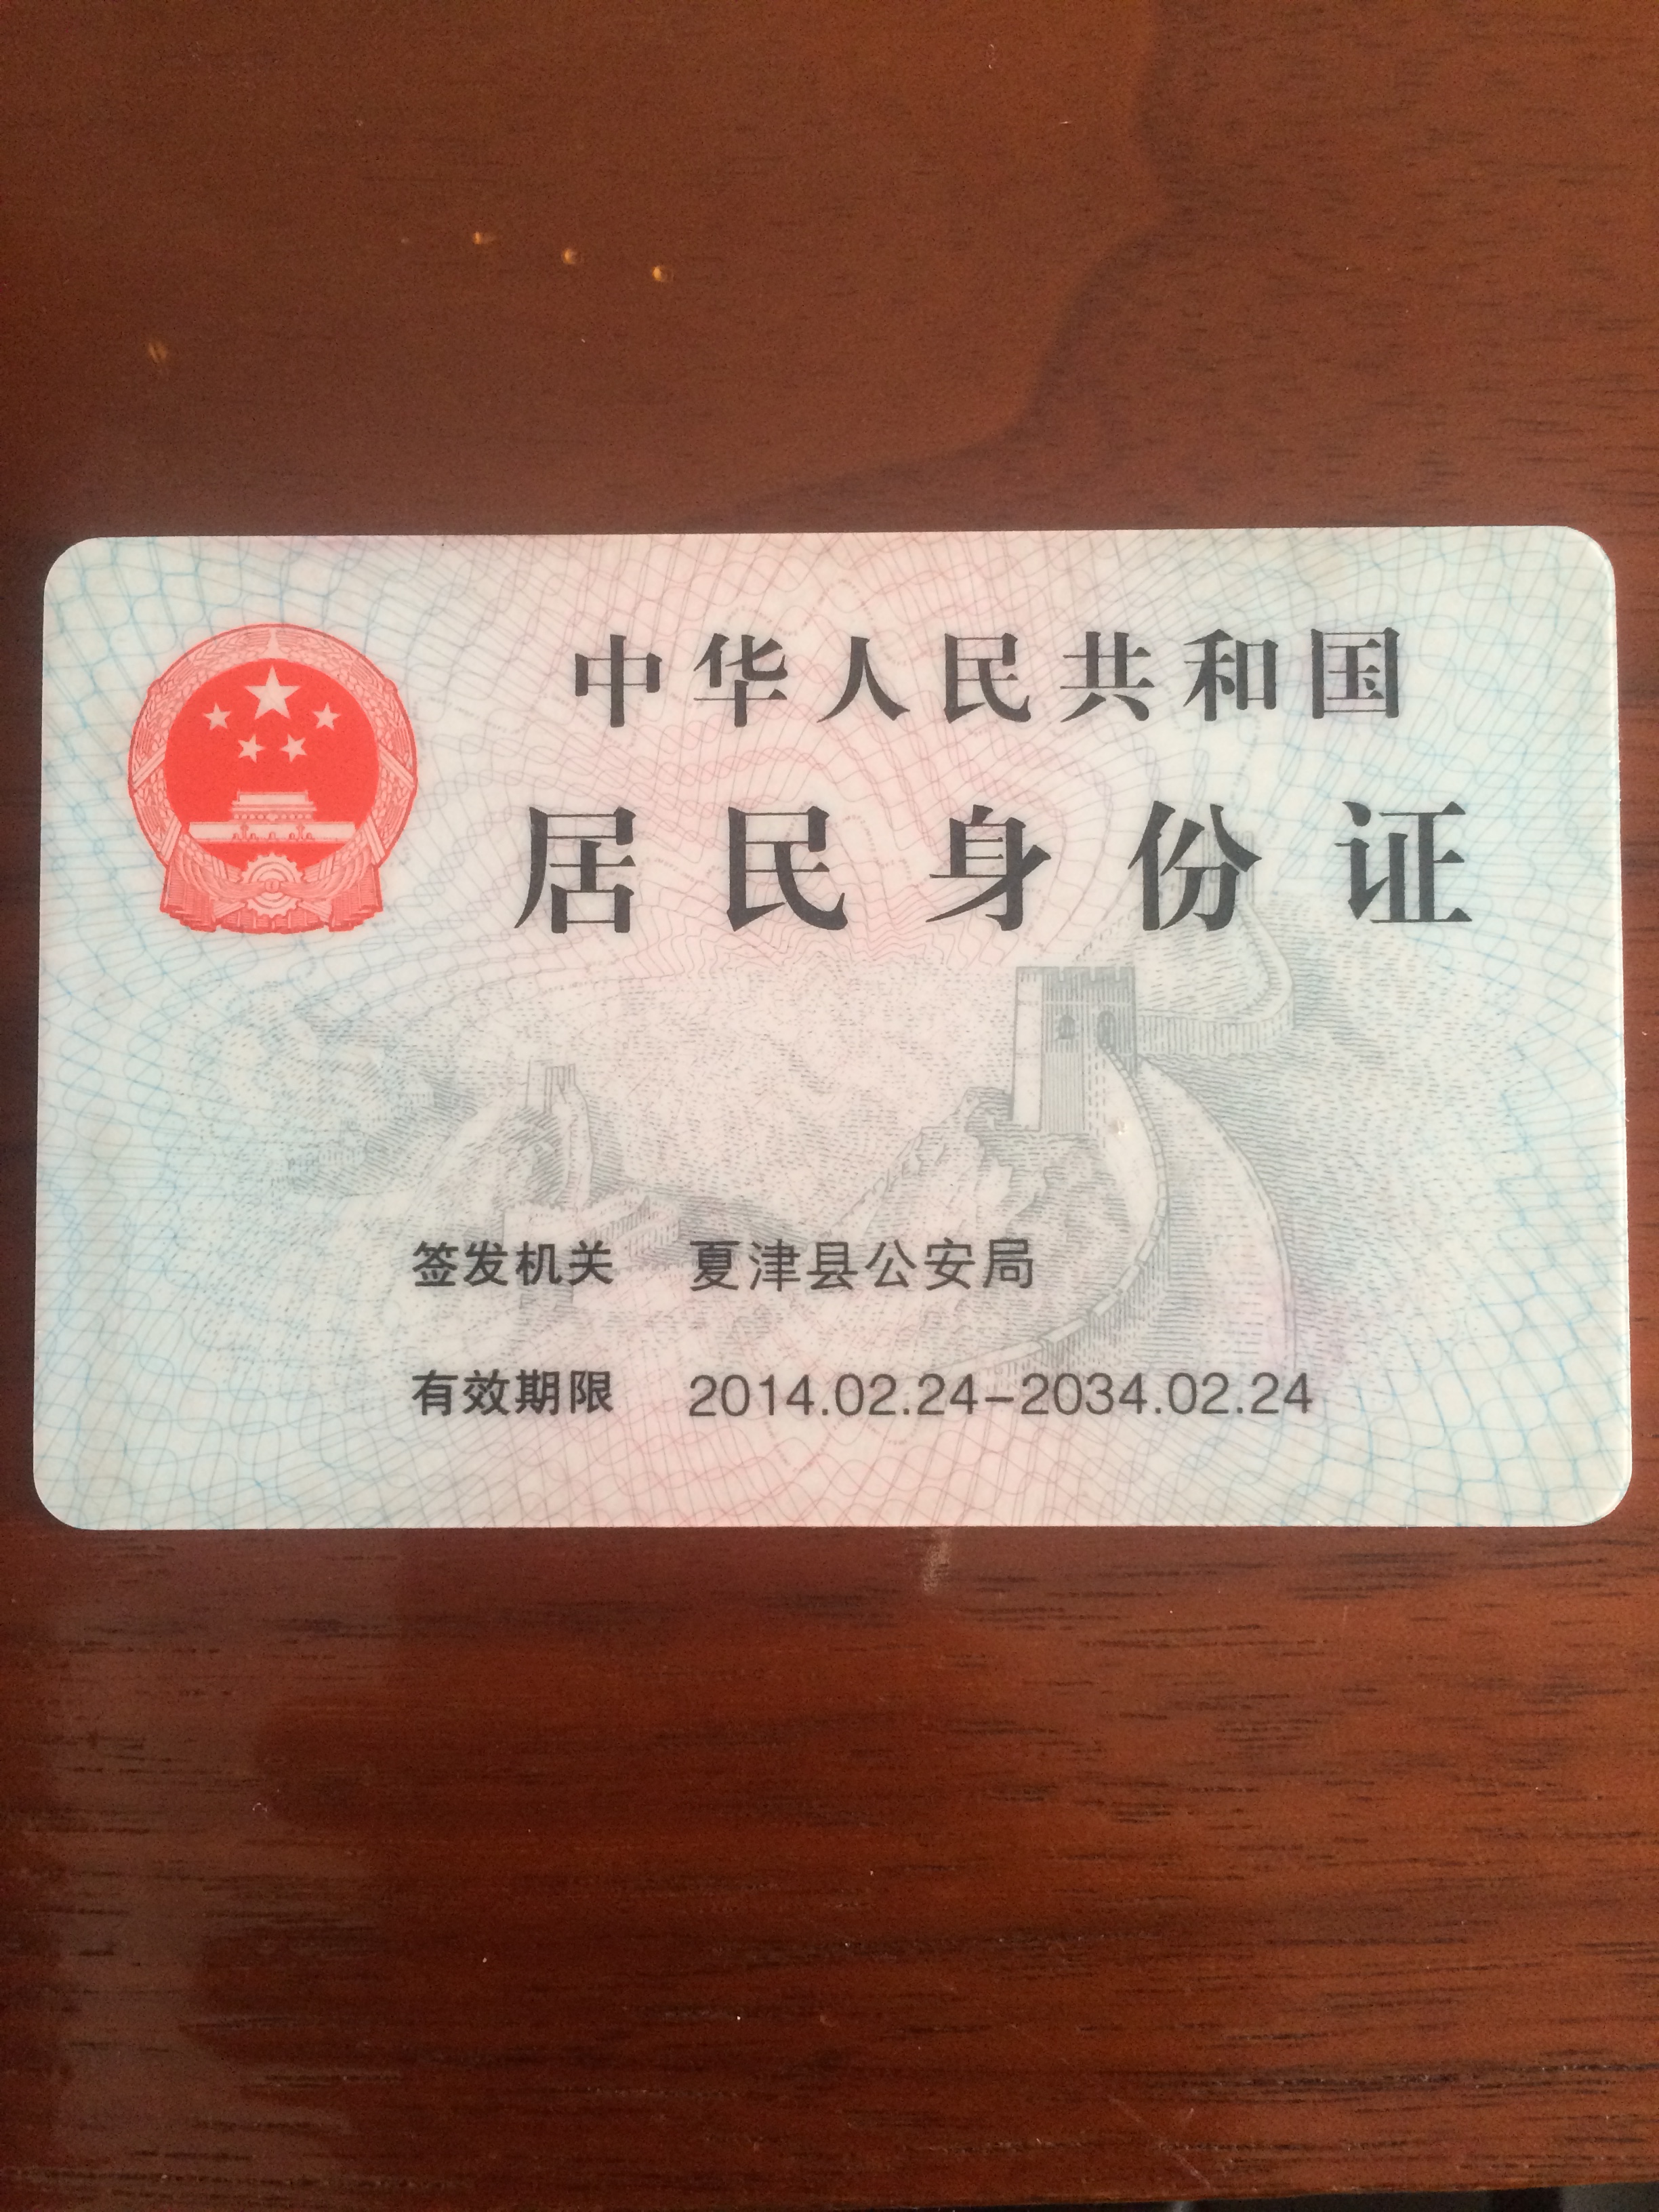 中华人民共和国
居民身份证
签发机关 夏津县公安局
有效期限 2014.02.24-2034.02.24